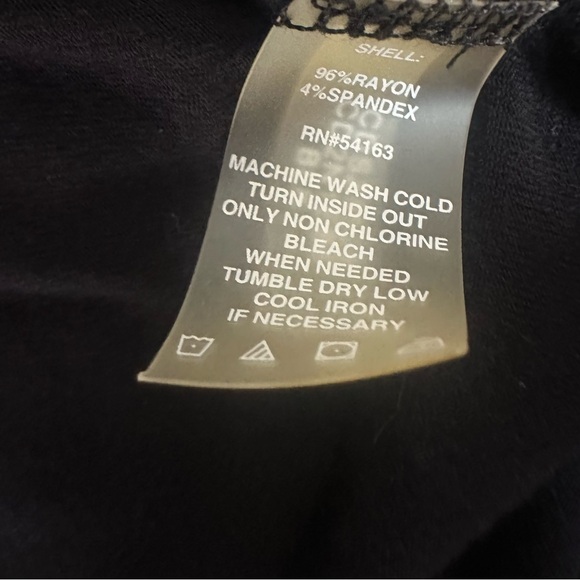 SHELL:
96%RAYON
4%SPANDEX
RN#54163
MACHINE WASH COLD
TURN INSIDE OUT
ONLY NON CHLORINE
BLEACH
WHEN NEEDED
TUMBLE DRY LOW
COOL IRON
IF NECESSARY